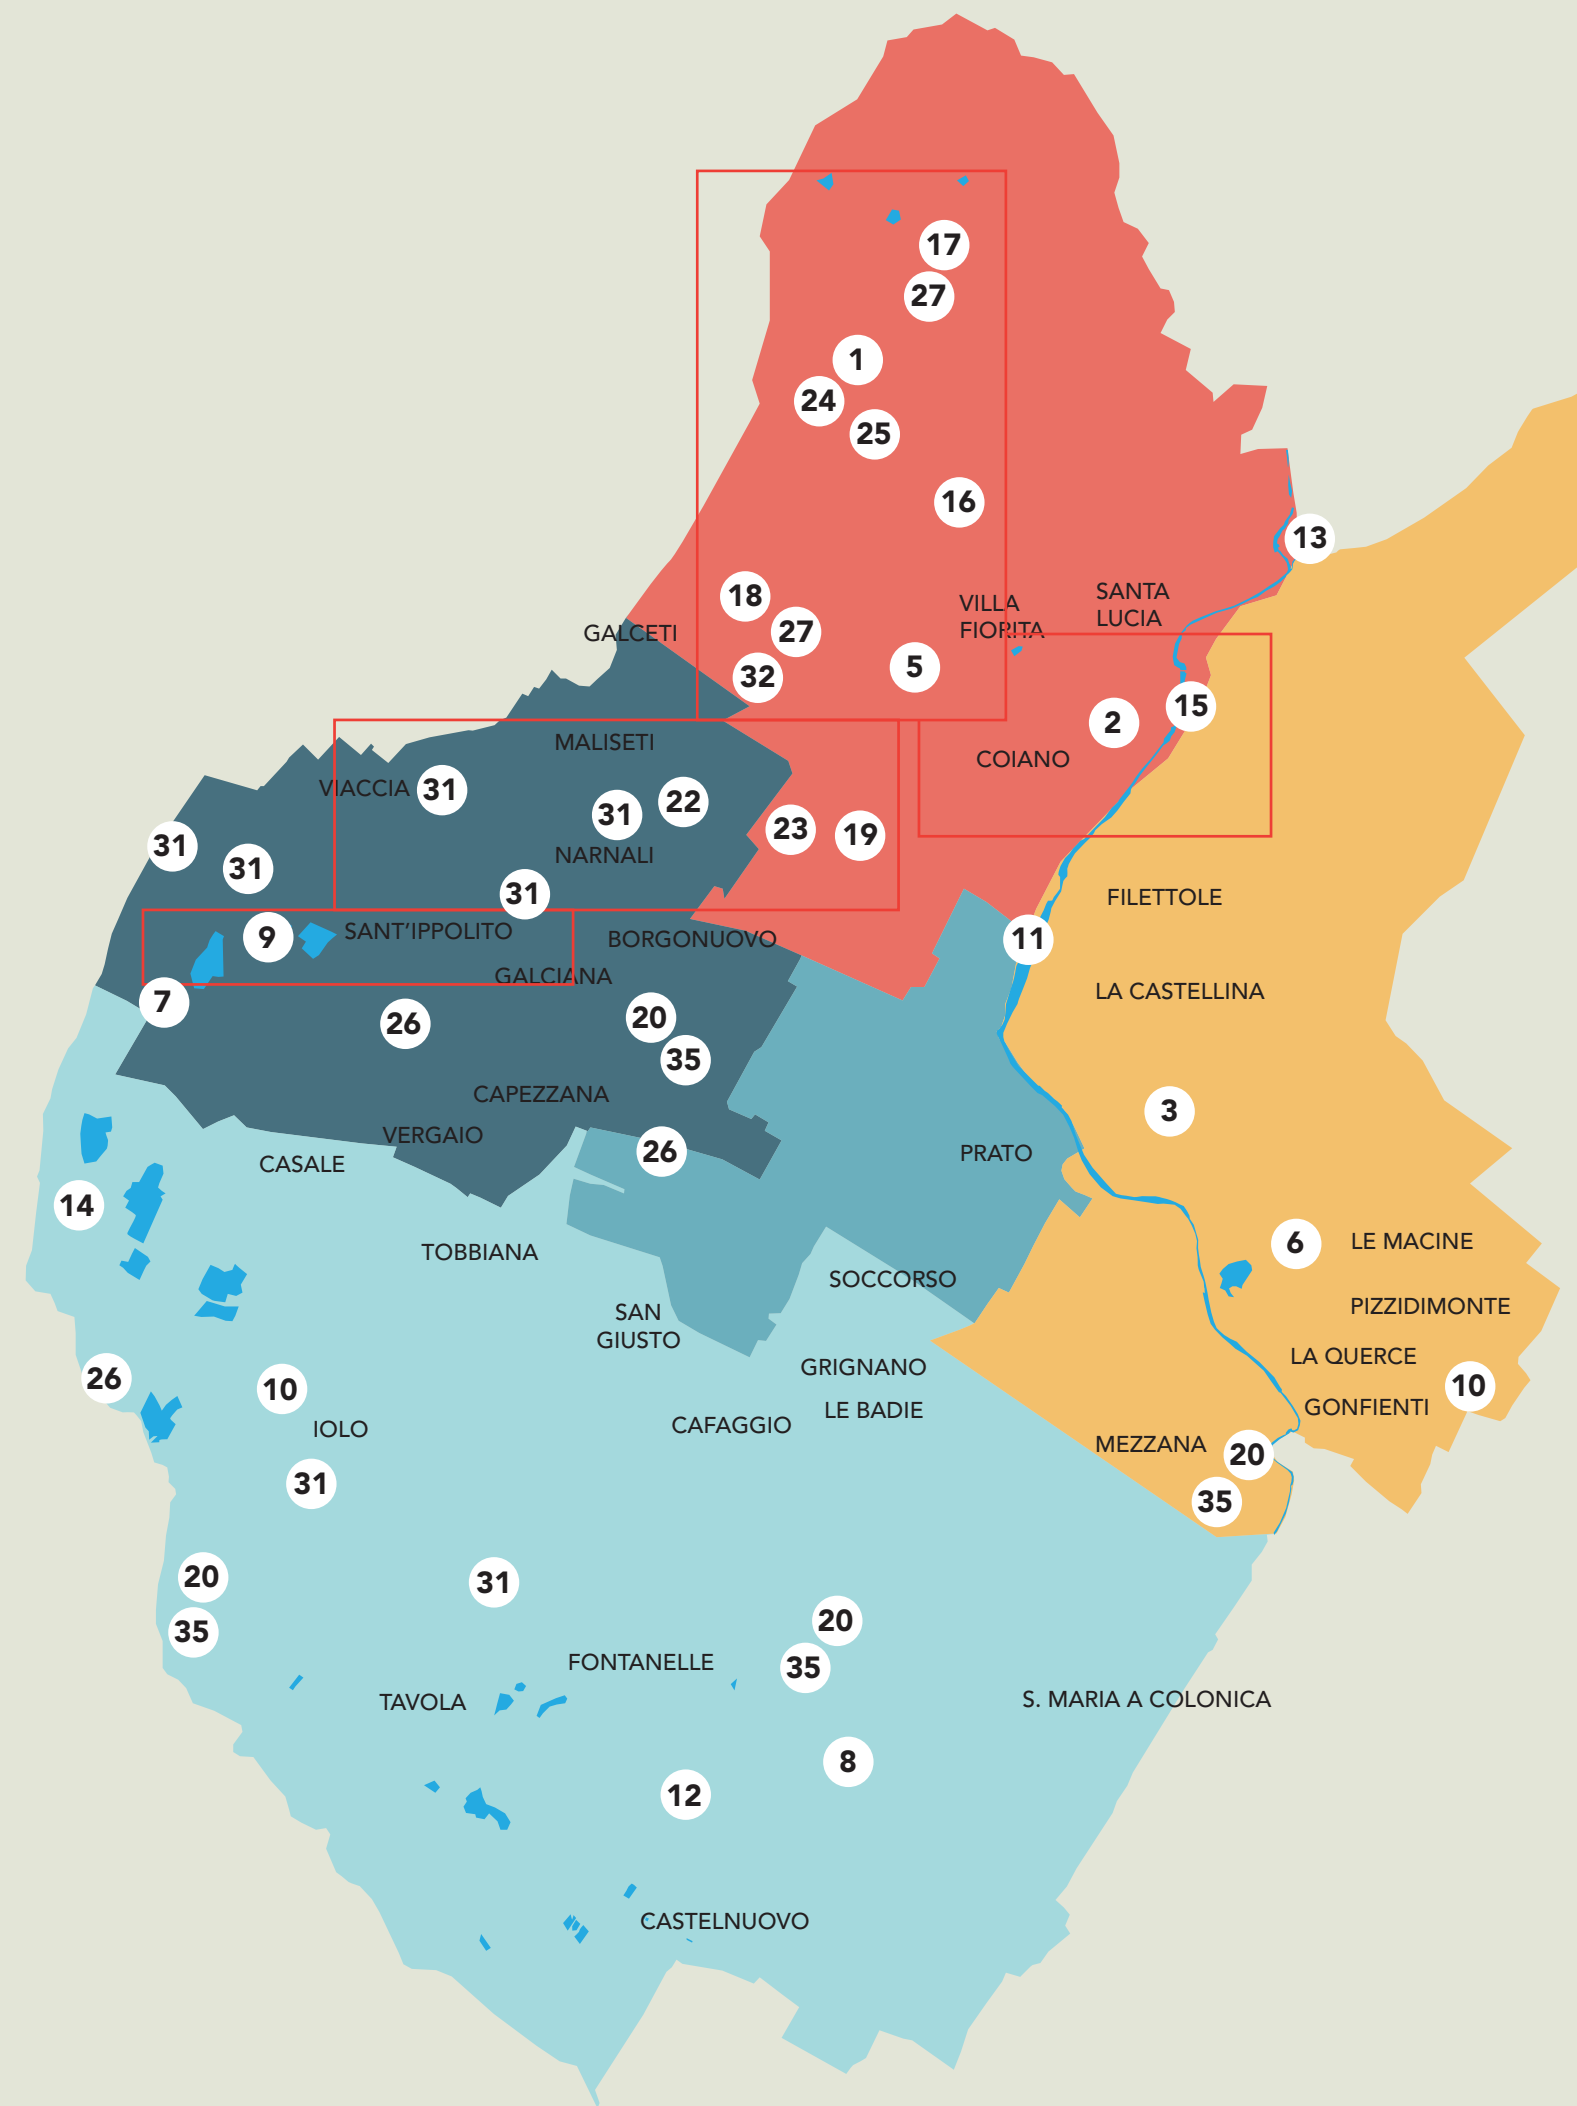 17
27
1
24
25
16
13
18
27
32
5
VILLA
FIORITA
SANTA
LUCIA
GALCETI
2
15
COIANO
MALISETI
VIACCIA
31
31
22
23
19
NARNALI
31
31
31
9
SANT'IPPOLITO
BORGONUOVO
GALCIANA
11
FILETTOLE
LA CASTELLINA
7
26
20
35
CAPEZZANA
VERGAIO
26
3
PRATO
CASALE
14
TOBBIANA
SAN
GIUSTO
SOCCORSO
6
LE MACINE
PIZZIDIMONTE
LA QUERCE
10
GONFIENTI
GRIGNANO
LE BADIE
CAFAGGIO
MEZZANA
20
35
26
10
IOLO
31
20
35
31
20
35
FONTANELLE
TAVOLA
S. MARIA A COLONICA
8
12
CASTELNUOVO